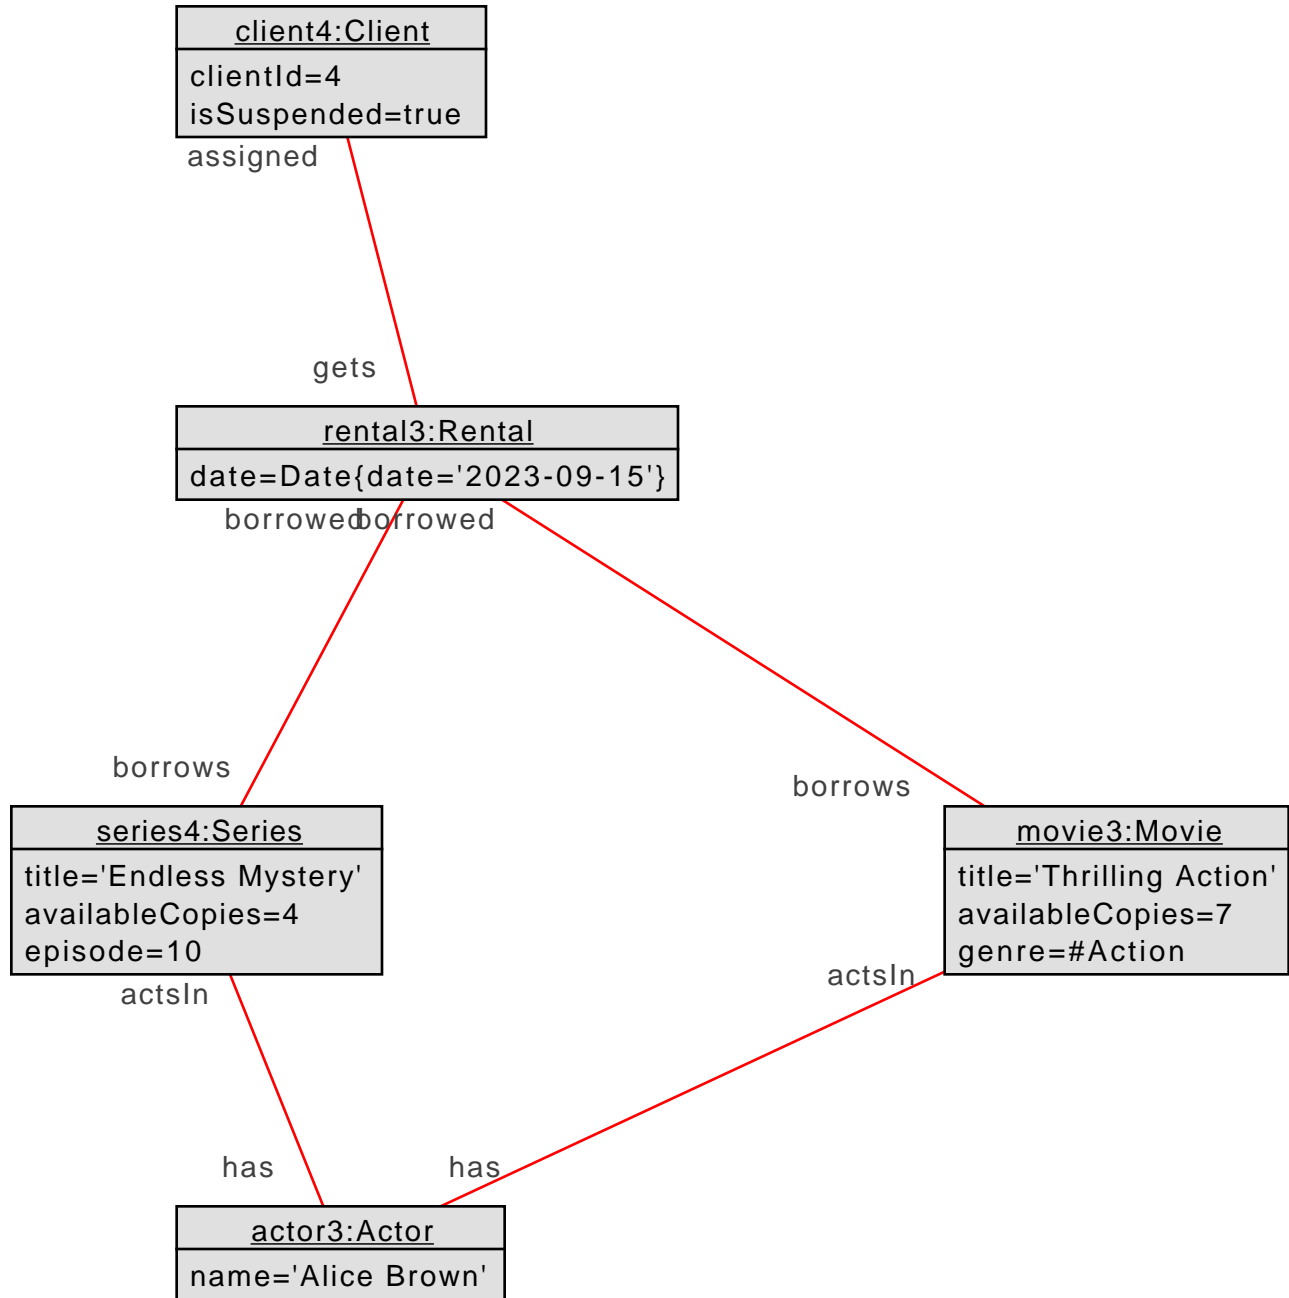 client4:Client
clientId=4
isSuspended=true
assigned
gets
rental3:Rental
date=Date{date='2023-09-15'}
borrowed borrowed
borrows
borrows
series4:Series
title='Endless Mystery'
availableCopies=4
episode=10
movie3:Movie
title='Thrilling Action'
availableCopies=7
genre=#Action
actsIn
actsIn
has
has
actor3:Actor
name='Alice Brown'